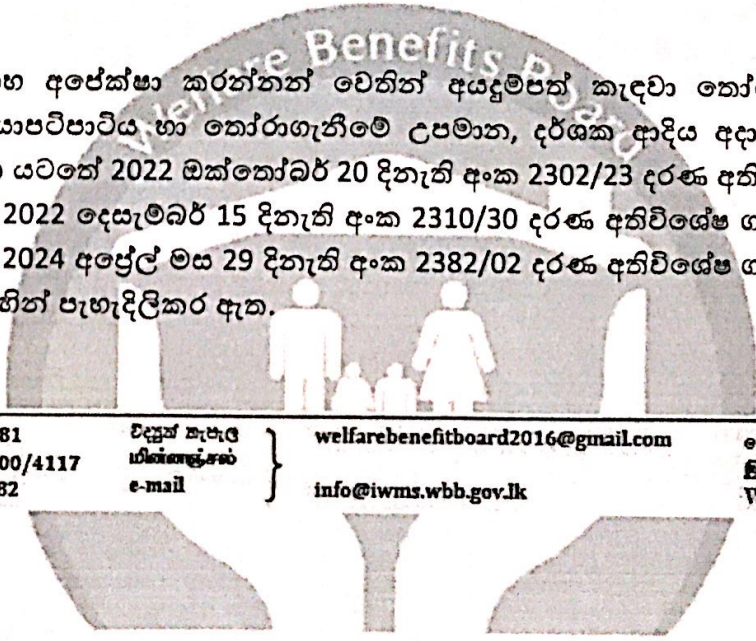 Welfare Benefits Board
හ අපේක්ෂා කරන්නන් වෙතින් අයදුම්පත් කැඳවා තෝ
යාපටිපාටිය හා තෝරාගැනීමේ උපමාන, දර්ශක ආදිය අදා
යටතේ 2022 ඔක්තෝබර් 20 දිනැති අංක 2302/23 දරණ අති
2022 දෙසැම්බර් 15 දිනැති අංක 2310/30 දරණ අතිවිශේෂ ග
2024 අප්‍රේල් මස 29 දිනැති අංක 2382/02 දරණ අතිවිශේෂ ග
හින් පැහැදිලිකර ඇත.
81 විද්‍යුත් තැපැල welfarebenefitboard2016@gmail.com
00/4117 மின்னஞ்சல்
82 e-mail info@iwms.wbb.gov.lk